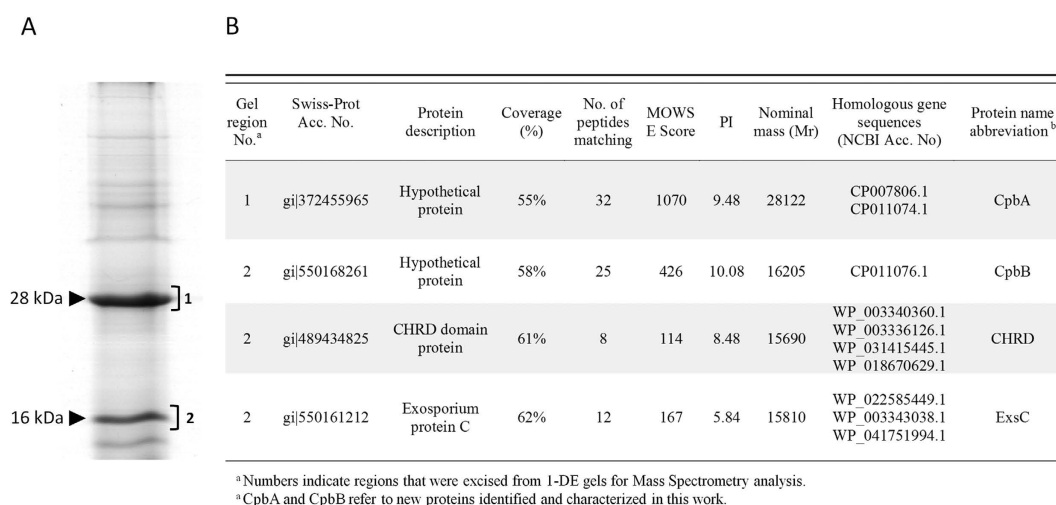 A
B
28 kDa
1
16 kDa
2
Gel region No.a
Swiss-Prot Acc. No.
Protein description
Coverage (%)
No. of peptides matching
MOWS E Score
PI
Nominal mass (Mr)
Homologous gene sequences (NCBI Acc. No)
Protein name abbreviation b
1
gi|372455965
Hypothetical protein
55%
32
1070
9.48
28122
CP007806.1
CP011074.1
CpbA
2
gi|550168261
Hypothetical protein
58%
25
426
10.08
16205
CP011076.1
CpbB
2
gi|489434825
CHRD domain protein
61%
8
114
8.48
15690
WP_003340360.1
WP_003336126.1
WP_031415445.1
WP_018670629.1
CHRD
2
gi|550161212
Exosporium protein C
62%
12
167
5.84
15810
WP_022585449.1
WP_003343038.1
WP_041751994.1
ExsC
a Numbers indicate regions that were excised from 1-DE gels for Mass Spectrometry analysis.
a CpbA and CpbB refer to new proteins identified and characterized in this work.